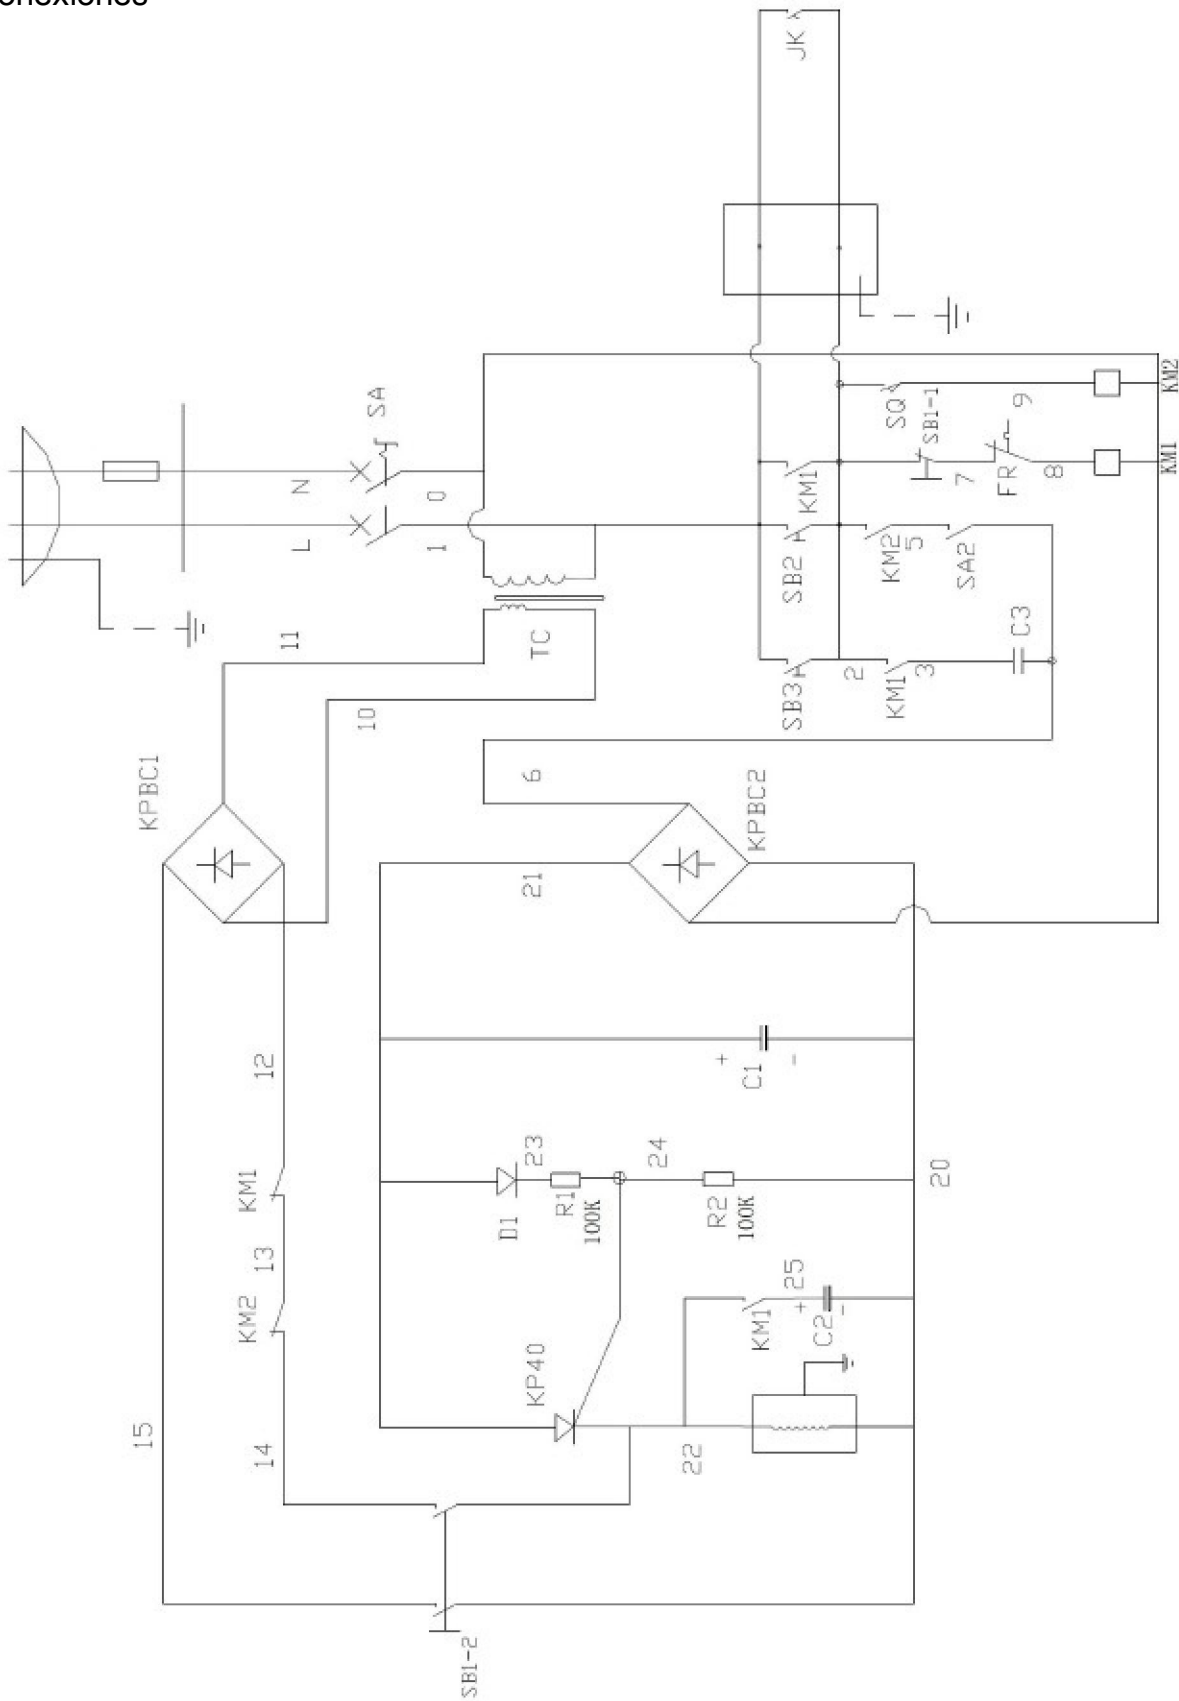 onexiones
JK
SA
N
L
0
1
11
TC
10
KPBC1
6
KPBC2
21
SQ
SB1-1
9
KM2
KM1
7
FR
8
KM1
SB2
KM2
5
SA2
SB3
2
KM1
3
C3
12
KM1
13
KM2
14
15
+
C1
-
23
24
D1
R1
100K
R2
100K
20
KP40
KM1
25
+
C2
-
22
SB1-2